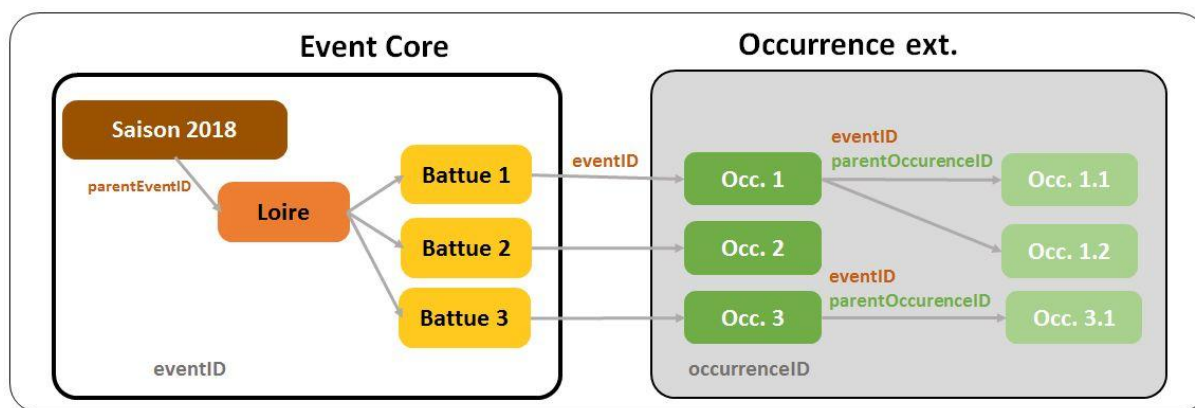 Event Core
Occurrence ext.
Saison 2018
parentEventID
Loire
Battue 1
Battue 2
Battue 3
eventID
eventID
Occ. 1
Occ. 2
Occ. 3
occurrenceID
eventID
parentOccurenceID
Occ. 1.1
Occ. 1.2
eventID
parentOccurenceID
Occ. 3.1